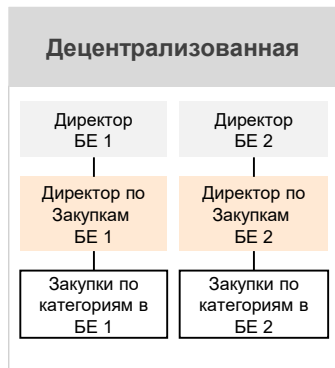 Децентрализованная
Директор
БЕ 1
Директор
БЕ 2
Директор по
Закупкам
БЕ 1
Директор по
Закупкам
БЕ 2
Закупки по
категориям в
БЕ 1
Закупки по
категориям в
БЕ 2